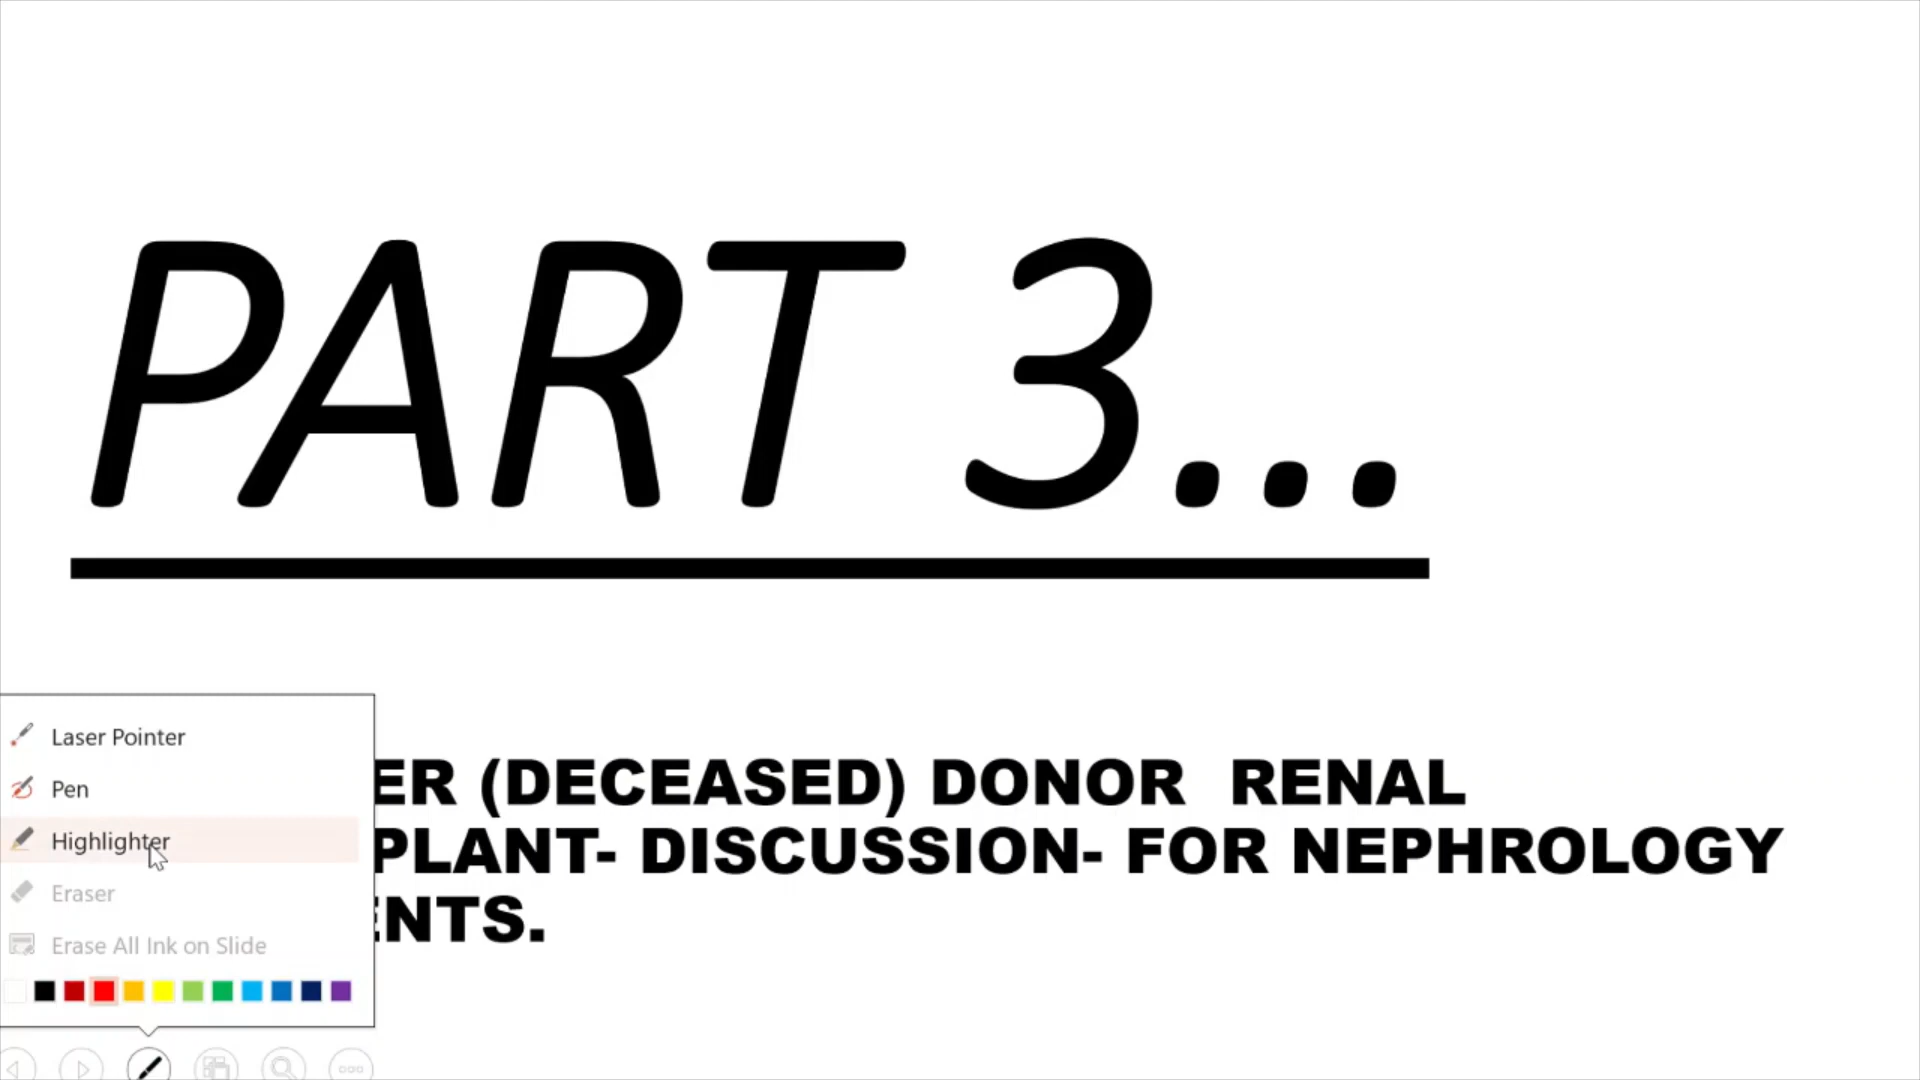 PART 3...
ER (DECEASED) DONOR RENAL
PLANT- DISCUSSION- FOR NEPHROLOGY
ENTS.
Laser Pointer
Pen
Highlighter
Eraser
Erase All Ink on Slide